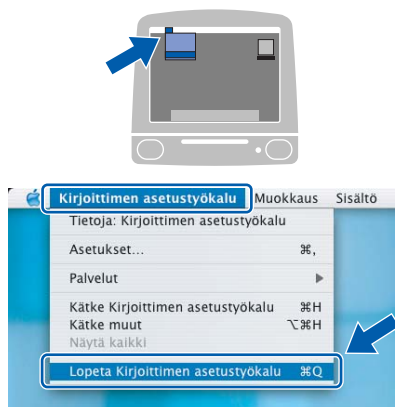 Kirjoittimen asetustyökalu Muokkaus Sisältö
Tietoja: Kirjoittimen asetustyökalu
Asetukset... ⌘,
Palvelut ▶
Kätke Kirjoittimen asetustyökalu ⌘H
Kätke muut ⌥⌘H
Näytä kaikki
Lopeta Kirjoittimen asetustyökalu ⌘Q